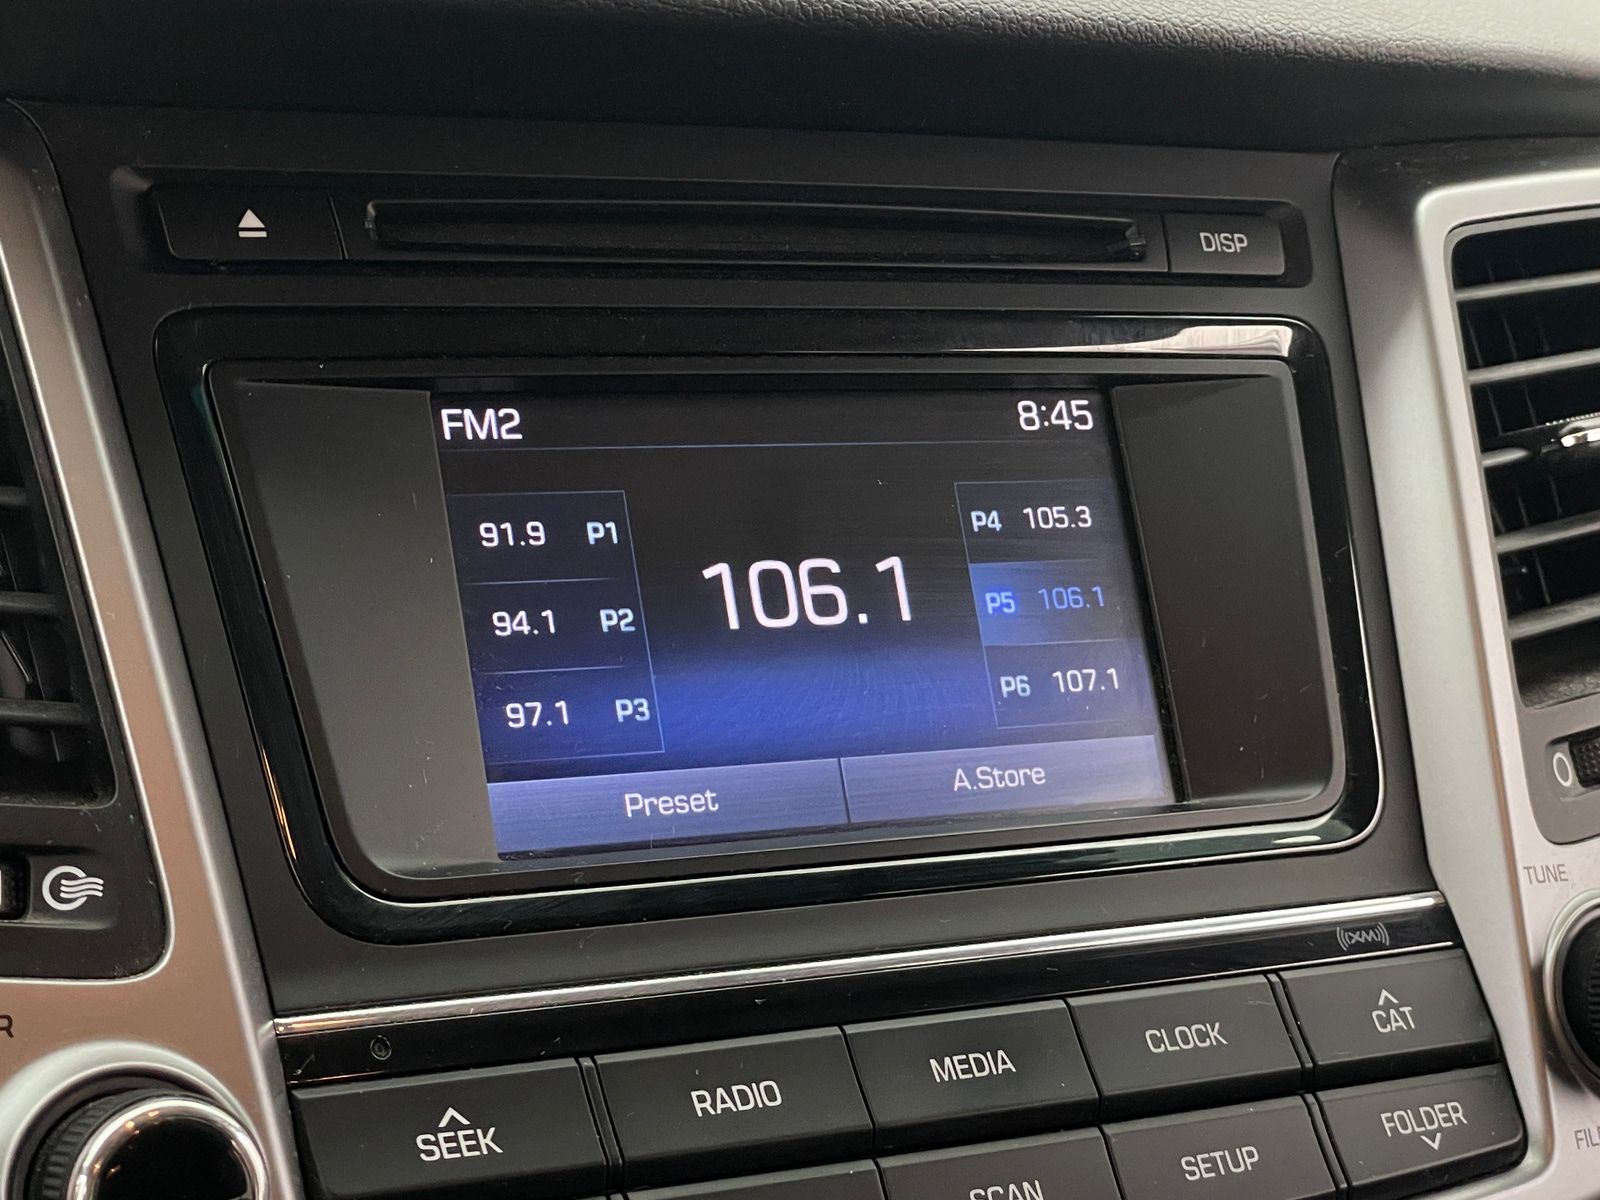 DISP
FM2 8:45
91.9 P1
94.1 P2
97.1 P3
106.1
P4 105.3
P5 106.1
P6 107.1
Preset A.Store
TUNE
((XM))
SEEK
RADIO
MEDIA
CLOCK
CAT
SCAN
SETUP
FOLDER